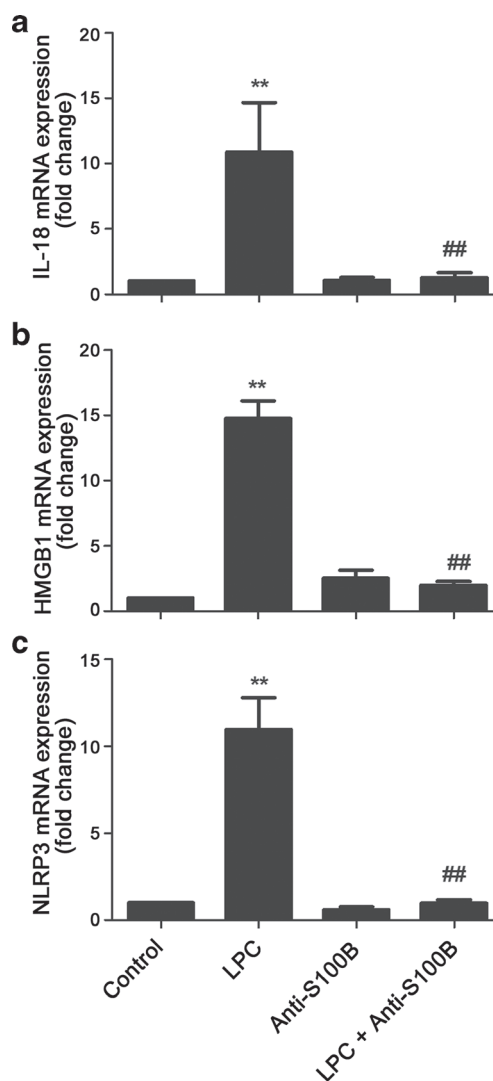 a
IL-18 mRNA expression
(fold change)
20
15
10
5
0
**
##
b
HMGB1 mRNA expression
(fold change)
20
15
10
5
0
**
##
c
NLRP3 mRNA expression
(fold change)
15
10
5
0
**
##
Control
LPC
Anti-S100B
LPC + Anti-S100B